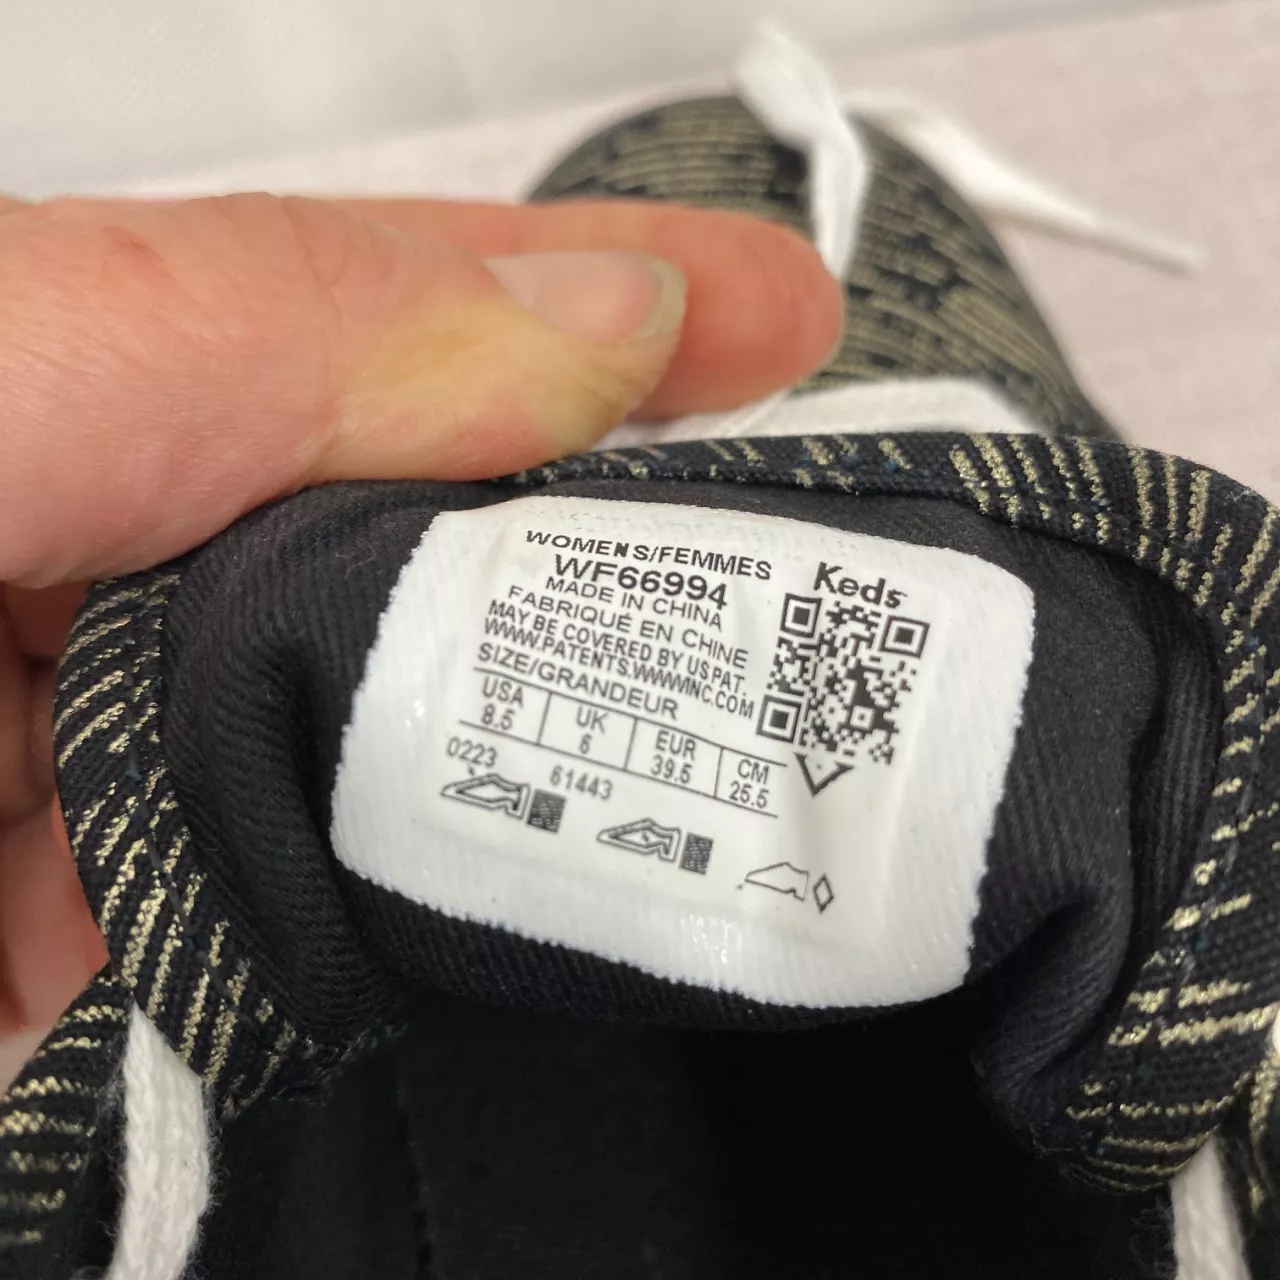 WOMENS/FEMMES
WF66994
MADE IN CHINA
FABRIQUÉ EN CHINE
MAY BE COVERED BY US PAT.
WWW.PATENTS.WWWINC.COM
SIZE/GRANDEUR
USA UK EUR CM
8.5 6 39.5 25.5
0223 61443
Keds